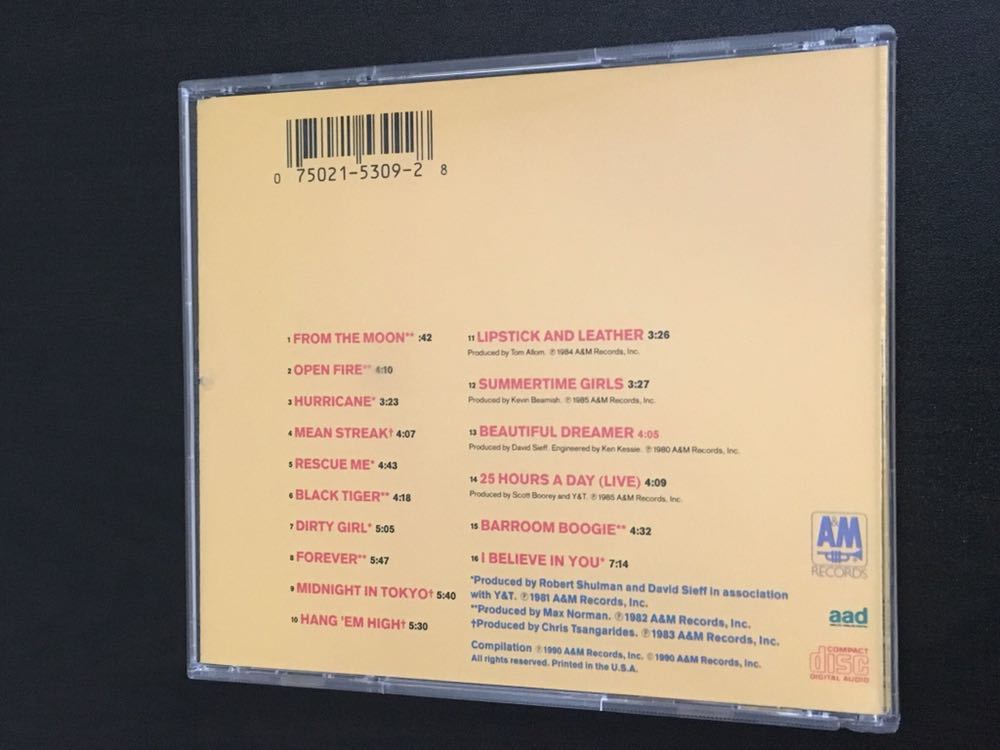 0 75021-5309-2 8
1 FROM THE MOON** :42
2 OPEN FIRE** 4:10
3 HURRICANE* 3:23
4 MEAN STREAK† 4:07
5 RESCUE ME* 4:43
6 BLACK TIGER** 4:18
7 DIRTY GIRL* 5:05
8 FOREVER** 5:47
9 MIDNIGHT IN TOKYO† 5:40
10 HANG 'EM HIGH† 5:30
11 LIPSTICK AND LEATHER 3:26
Produced by Tom Allom. ℗ 1984 A&M Records, Inc.
12 SUMMERTIME GIRLS 3:27
Produced by Kevin Beamish. ℗ 1985 A&M Records, Inc.
13 BEAUTIFUL DREAMER 4:05
Produced by David Sieff. Engineered by Ken Kessie. ℗ 1980 A&M Records, Inc.
14 25 HOURS A DAY (LIVE) 4:09
Produced by Scott Boorey and Y&T. ℗ 1985 A&M Records, Inc.
15 BARROOM BOOGIE** 4:32
16 I BELIEVE IN YOU* 7:14
*Produced by Robert Shulman and David Sieff in association
with Y&T. ℗ 1981 A&M Records, Inc.
**Produced by Max Norman. ℗ 1982 A&M Records, Inc.
†Produced by Chris Tsangarides. ℗ 1983 A&M Records, Inc.
Compilation ℗ 1990 A&M Records, Inc. © 1990 A&M Records, Inc.
All rights reserved. Printed in the U.S.A.
A&M
RECORDS
aad
COMPACT
disc
DIGITAL AUDIO